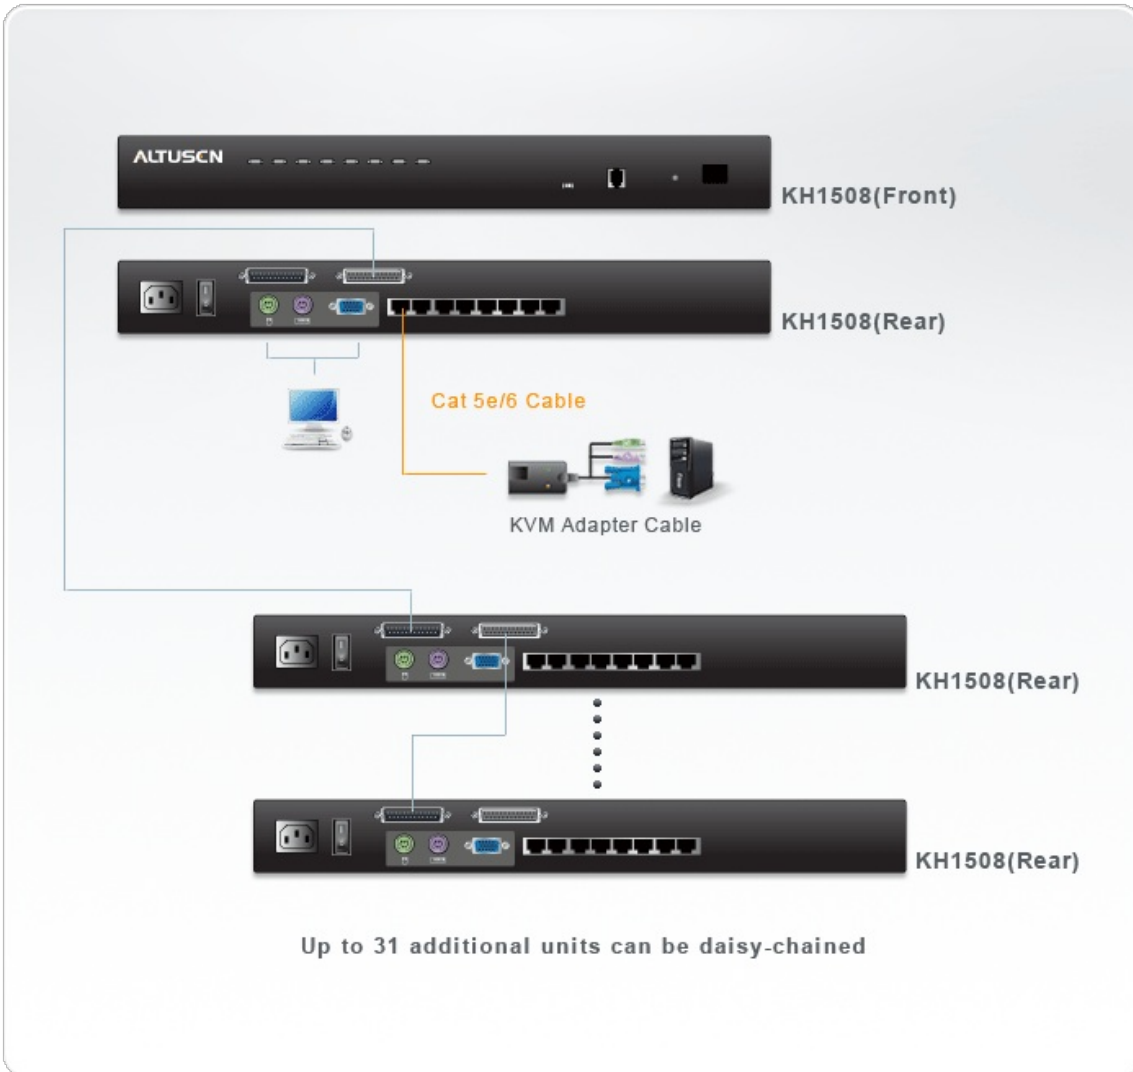 ALTUSEN
KH1508(Front)
KH1508(Rear)
Cat 5e/6 Cable
KVM Adapter Cable
KH1508(Rear)
KH1508(Rear)
Up to 31 additional units can be daisy-chained